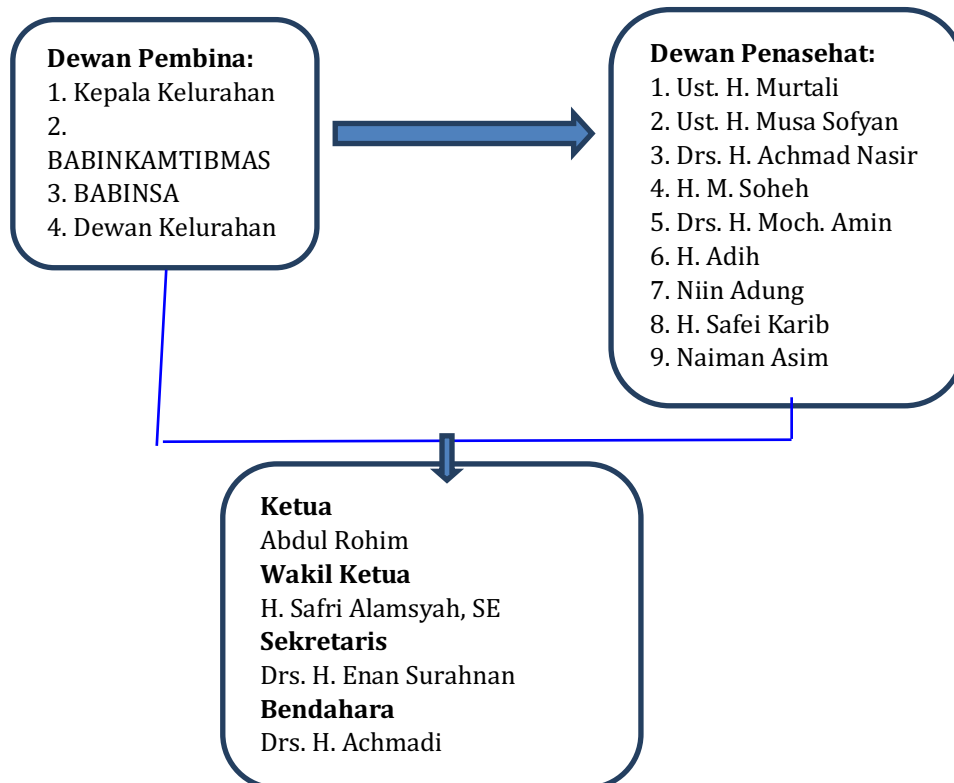 Dewan Pembina:
1. Kepala Kelurahan
2.
BABINKAMTIBMAS
3. BABINSA
4. Dewan Kelurahan
Dewan Penasehat:
1. Ust. H. Murtali
2. Ust. H. Musa Sofyan
3. Drs. H. Achmad Nasir
4. H. M. Soheh
5. Drs. H. Moch. Amin
6. H. Adih
7. Niin Adung
8. H. Safei Karib
9. Naiman Asim
Ketua
Abdul Rohim
Wakil Ketua
H. Safri Alamsyah, SE
Sekretaris
Drs. H. Enan Surahnan
Bendahara
Drs. H. Achmadi